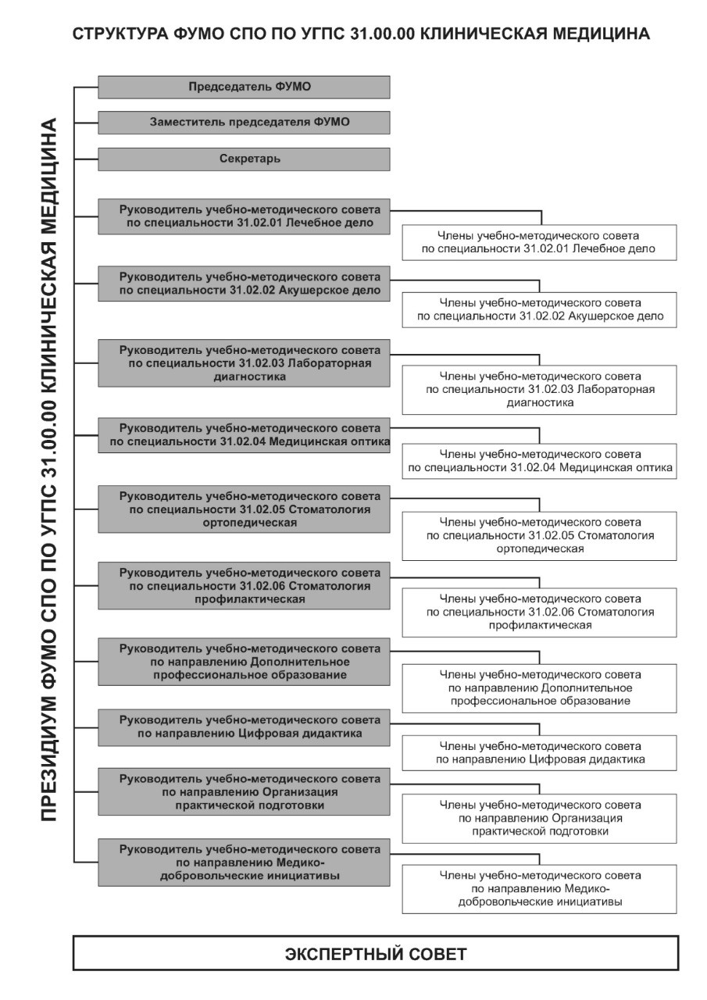 СТРУКТУРА ФУМО СПО ПО УГПС 31.00.00 КЛИНИЧЕСКАЯ МЕДИЦИНА
ПРЕЗИДИУМ ФУМО СПО ПО УГПС 31.00.00 КЛИНИЧЕСКАЯ МЕДИЦИНА
Председатель ФУМО
Заместитель председателя ФУМО
Секретарь
Руководитель учебно-методического совета
по специальности 31.02.01 Лечебное дело
Члены учебно-методического совета
по специальности 31.02.01 Лечебное дело
Руководитель учебно-методического совета
по специальности 31.02.02 Акушерское дело
Члены учебно-методического совета
по специальности 31.02.02 Акушерское дело
Руководитель учебно-методического совета
по специальности 31.02.03 Лабораторная
диагностика
Члены учебно-методического совета
по специальности 31.02.03 Лабораторная
диагностика
Руководитель учебно-методического совета
по специальности 31.02.04 Медицинская оптика
Члены учебно-методического совета
по специальности 31.02.04 Медицинская оптика
Руководитель учебно-методического совета
по специальности 31.02.05 Стоматология
ортопедическая
Члены учебно-методического совета
по специальности 31.02.05 Стоматология
ортопедическая
Руководитель учебно-методического совета
по специальности 31.02.06 Стоматология
профилактическая
Члены учебно-методического совета
по специальности 31.02.06 Стоматология
профилактическая
Руководитель учебно-методического совета
по направлению Дополнительное
профессиональное образование
Члены учебно-методического совета
по направлению Дополнительное
профессиональное образование
Руководитель учебно-методического совета
по направлению Цифровая дидактика
Члены учебно-методического совета
по направлению Цифровая дидактика
Руководитель учебно-методического совета
по направлению Организация
практической подготовки
Члены учебно-методического совета
по направлению Организация
практической подготовки
Руководитель учебно-методического совета
по направлению Медико-
добровольческие инициативы
Члены учебно-методического совета
по направлению Медико-
добровольческие инициативы
ЭКСПЕРТНЫЙ СОВЕТ